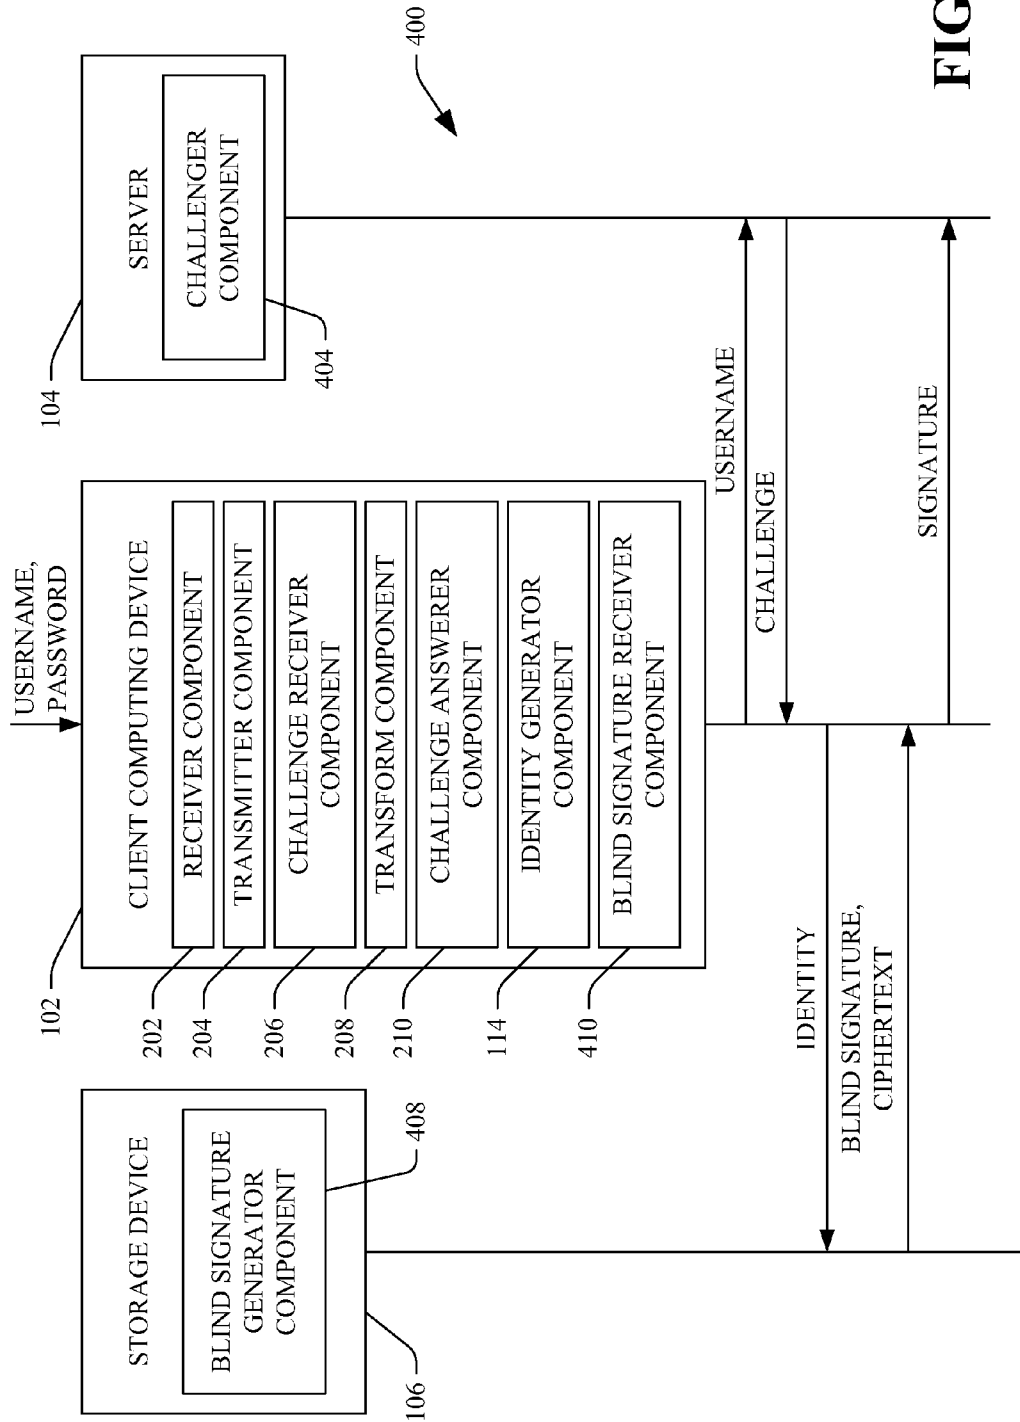 USERNAME,
PASSWORD
106
STORAGE DEVICE
BLIND SIGNATURE
GENERATOR
COMPONENT
408
102
CLIENT COMPUTING DEVICE
202
RECEIVER COMPONENT
204
TRANSMITTER COMPONENT
206
CHALLENGE RECEIVER
COMPONENT
208
TRANSFORM COMPONENT
210
CHALLENGE ANSWERER
COMPONENT
114
IDENTITY GENERATOR
COMPONENT
410
BLIND SIGNATURE RECEIVER
COMPONENT
104
SERVER
CHALLENGER
COMPONENT
404
400
USERNAME
CHALLENGE
IDENTITY
BLIND SIGNATURE,
CIPHERTEXT
SIGNATURE
FIG